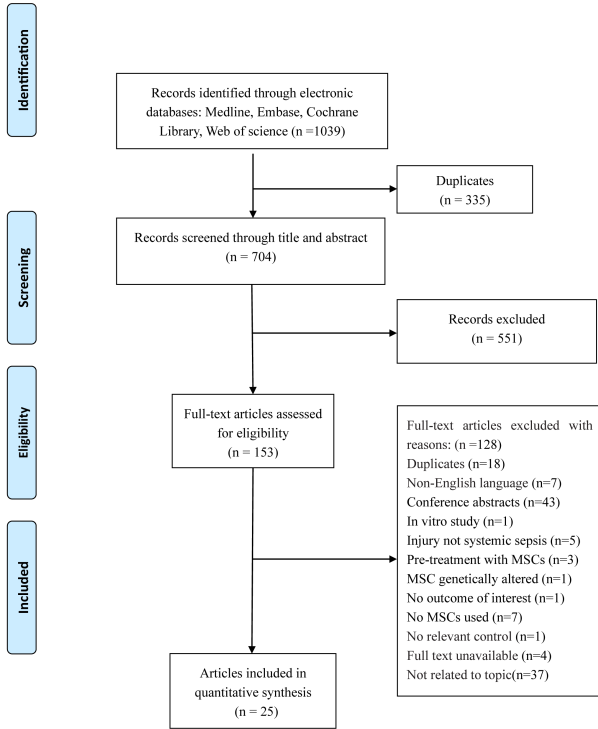 Identification
Records identified through electronic
databases: Medline, Embase, Cochrane
Library, Web of science (n =1039)
Duplicates
(n = 335)
Screening
Records screened through title and abstract
(n = 704)
Records excluded
(n = 551)
Eligibility
Full-text articles assessed
for eligibility
(n = 153)
Full-text articles excluded with
reasons: (n =128)
Duplicates (n=18)
Non-English language (n=7)
Conference abstracts (n=43)
In vitro study (n=1)
Injury not systemic sepsis (n=5)
Pre-treatment with MSCs (n=3)
MSC genetically altered (n=1)
No outcome of interest (n=1)
No MSCs used (n=7)
No relevant control (n=1)
Full text unavailable (n=4)
Not related to topic(n=37)
Included
Articles included in
quantitative synthesis
(n = 25)